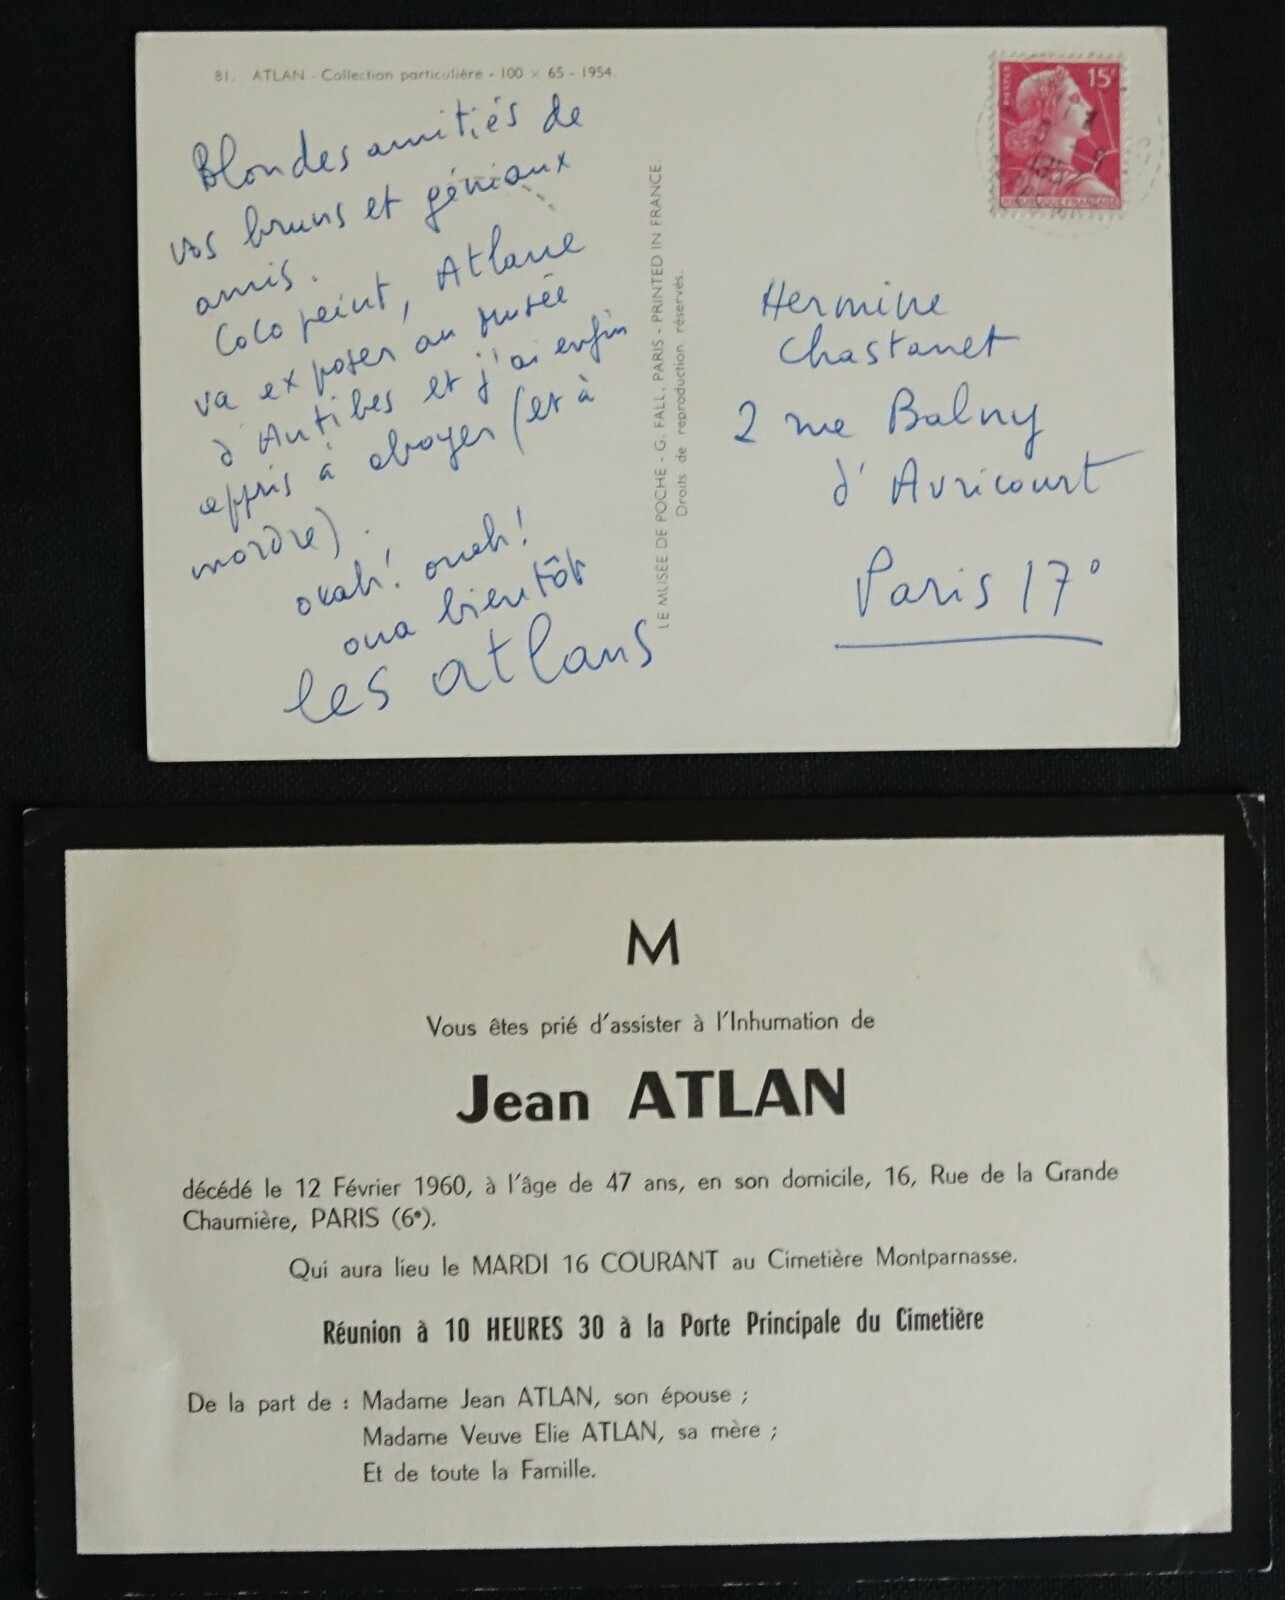 81. ATLAN - Collection particulière - 100 × 65 - 1954.
Blondes amitiés de
vos bruns et géniaux
amis.
Coco peint, Atlane
va exposer au musée
d'Antibes et j'ai enfin
appris à aboyer (et à
mordre).
ouah! ouah!
oua bientôt
les atlans
LE MUSÉE DE POCHE - G. FALL, PARIS - PRINTED IN FRANCE.
Droits de reproduction réservés.
POSTES
15F
RÉPUBLIQUE FRANÇAISE
Hermine
Chastanet
2 rue Balny
d'Avricourt
Paris 17°
M
Vous êtes prié d'assister à l'Inhumation de
Jean ATLAN
décédé le 12 Février 1960, à l'âge de 47 ans, en son domicile, 16, Rue de la Grande
Chaumière, PARIS (6e).
Qui aura lieu le MARDI 16 COURANT au Cimetière Montparnasse.
Réunion à 10 HEURES 30 à la Porte Principale du Cimetière
De la part de : Madame Jean ATLAN, son épouse ;
Madame Veuve Elie ATLAN, sa mère ;
Et de toute la Famille.